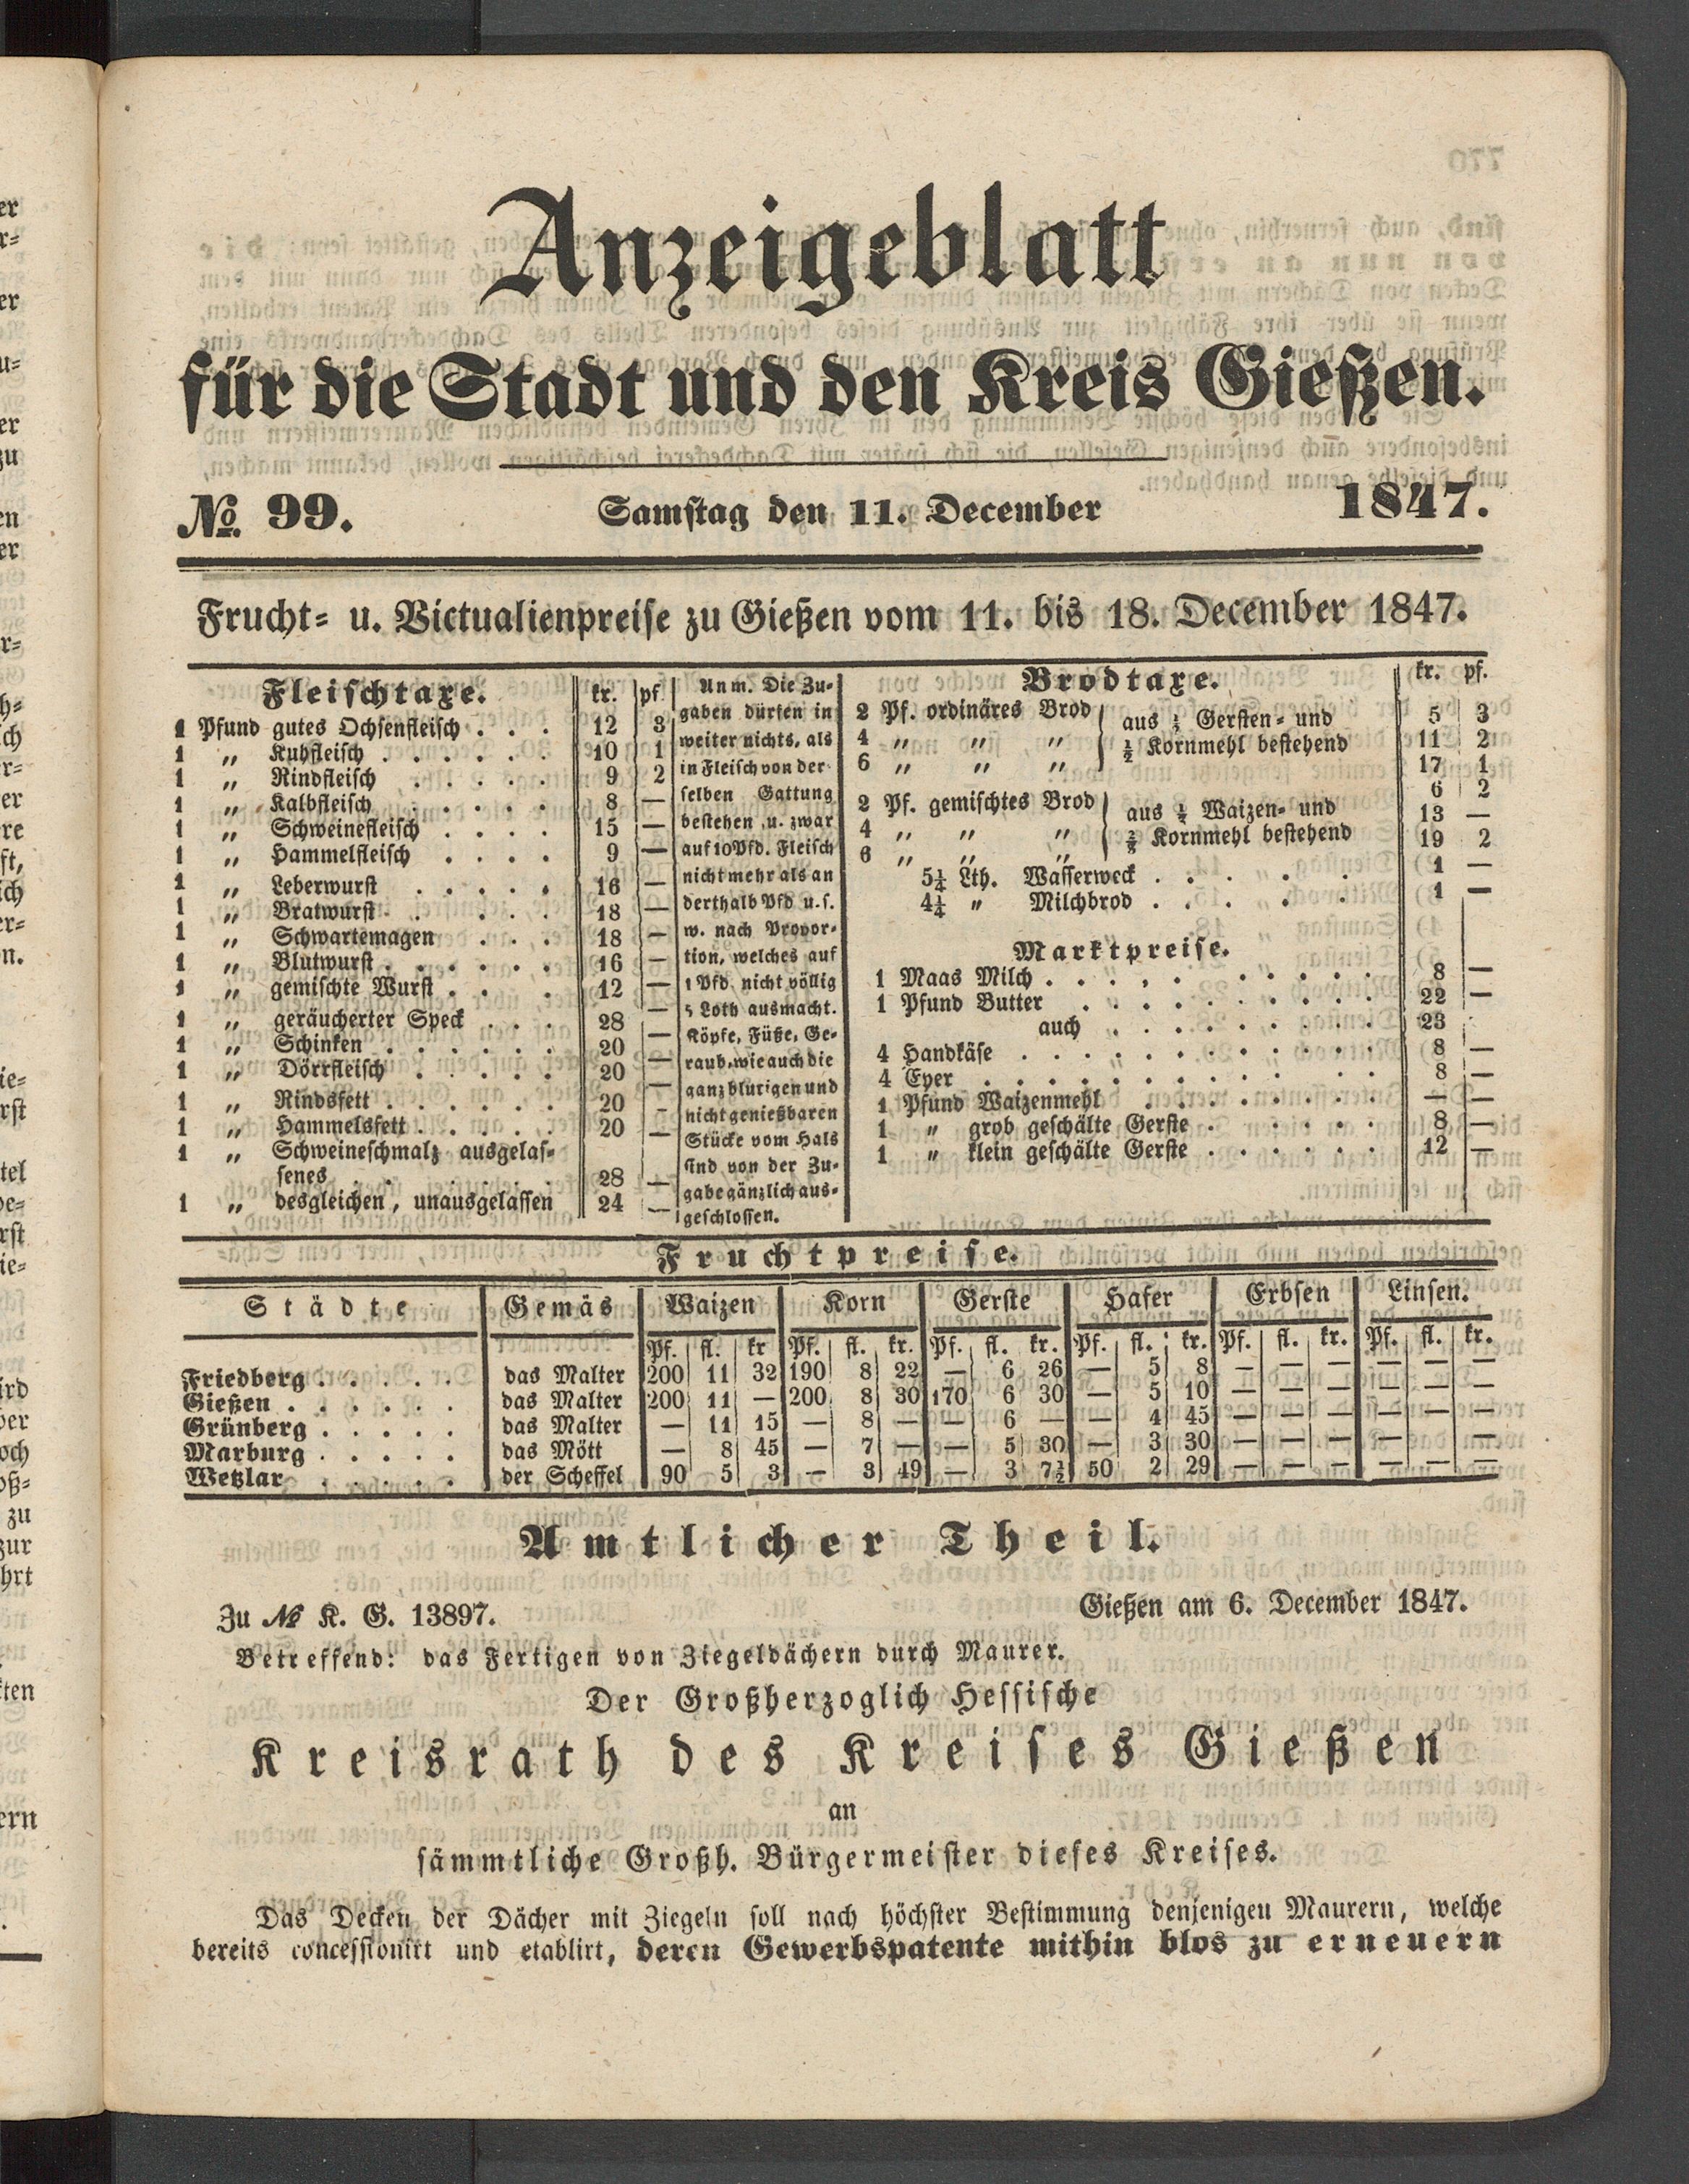 Anzeigeblatt
für die Stadt und den Kreis Gießen.
№ 99. Samstag den 11. December 1847.
Frucht- u. Victualienpreise zu Gießen vom 11. bis 18. December 1847.
Fleischtaxe. kr. pf
1 Pfund gutes Ochsenfleisch . . . 12 3
1 „ Kuhfleisch . . . . . . 10 1
1 „ Rindfleisch . . . . . 9 2
1 „ Kalbfleisch . . . . . 8 —
1 „ Schweinefleisch . . . . 15 —
1 „ Hammelfleisch . . . . 9 —
1 „ Leberwurst . . . . . 16 —
1 „ Bratwurst . . . . . 18 —
1 „ Schwartemagen . . . 18 —
1 „ Blutwurst . . . . . . 16 —
1 „ gemischte Wurst . . . 12 —
1 „ geräucherter Speck . . . 28 —
1 „ Schinken . . . . . . 20 —
1 „ Dörrfleisch . . . . . 20 —
1 „ Rindsfett . . . . . . 20 -
1 „ Hammelsfett . . . . . 20 —
1 „ Schweineschmalz ausgelas-
senes . . . . . . 28 —
1 „ desgleichen, unausgelassen 24 —
Anm. Die Zu-
gaben dürfen in
weiter nichts, als
in Fleisch von der
selben Gattung
bestehen, u. zwar
auf 10 Pfd. Fleisch
nicht mehr als an
derthalb Pfd u. s.
w. nach Propor-
tion, welches auf
1 Pfd. nicht völlig
5 Loth ausmacht.
Köpfe, Füße, Ge-
raub, wie auch die
ganz blutigen und
nicht genießbaren
Stücke vom Hals
sind von der Zu-
gabe gänzlich aus-
geschlossen.
Brodtaxe. kr. pf.
2 Pf. ordinäres Brod aus ½ Gersten- und 5 3
4 „ „ „ ½ Kornmehl bestehend 11 2
6 „ „ „ 17 1
2 Pf. gemischtes Brod aus Waizen- und 6 2
4 „ „ „ Kornmehl bestehend 13 —
6 „ „ „ 19 2
5¼ Lth. Wasserweck . . . . . 1 —
4¼ „ Milchbrod . . . . . 1 —
Marktpreise.
1 Maas Milch . . . . . . . . . . 8 —
1 Pfund Butter . . . . . . . . . 22 —
auch . . . . . . . . . 23
4 Handkäse . . . . . . . . . . . 8 —
4 Eyer . . . . . . . . . . . . 8 —
1 Pfund Waizenmehl . . . . . . . . — —
1 „ grob geschälte Gerste . . . . . . 8 —
1 „ klein geschälte Gerste . . . . . . 12 —
Fruchtpreise.
Städte Gemäs Waizen Korn Gerste Hafer Erbsen Linsen.
Pf. fl. kr Pf. fl. kr. Pf. fl. kr. Pf. fl. kr. Pf. fl. kr. Pf. fl. kr.
Friedberg . . . . . das Malter 200 11 32 190 8 22 — 6 26 — 5 8 — — — — — —
Gießen . . . . . . das Malter 200 11 — 200 8 30 170 6 30 — 5 10 — — — — — —
Grünberg . . . . . das Malter — 11 15 — 8 — — 6 — — 4 45 — — — — — —
Marburg . . . . . das Mött — 8 45 — 7 — — 5 30 — 3 30 — — — — — —
Wetzlar . . . . . der Scheffel 90 5 3 — 3 49 — 3 7½ 50 2 29 — — — — — —
Amtlicher Theil.
Zu № K. G. 13897. Gießen am 6. December 1847.
Betreffend: das Fertigen von Ziegeldächern durch Maurer.
Der Großherzoglich Hessische
Kreisrath des Kreises Gießen
an
sämmtliche Großh. Bürgermeister dieses Kreises.
Das Decken der Dächer mit Ziegeln soll nach höchster Bestimmung denjenigen Maurern, welche
bereits concessionirt und etablirt, deren Gewerbspatente mithin blos zu erneuern